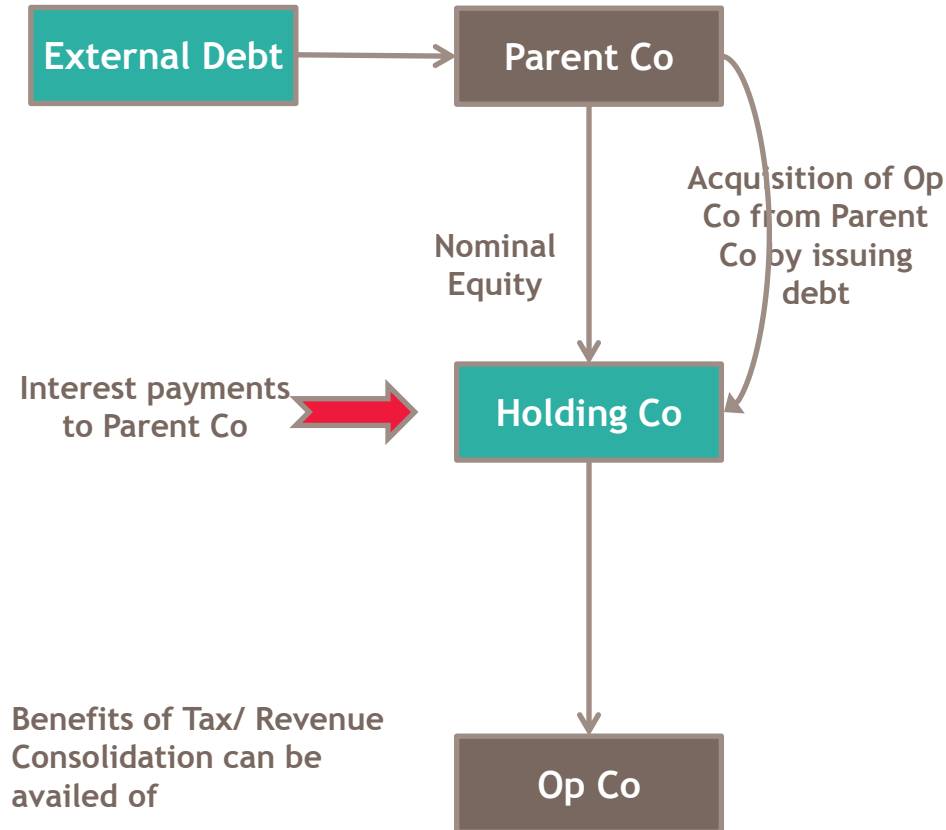 External Debt
Parent Co
Acquisition of Op
Co from Parent
Co by issuing
debt
Nominal
Equity
Interest payments
to Parent Co
Holding Co
Benefits of Tax/ Revenue
Consolidation can be
availed of
Op Co